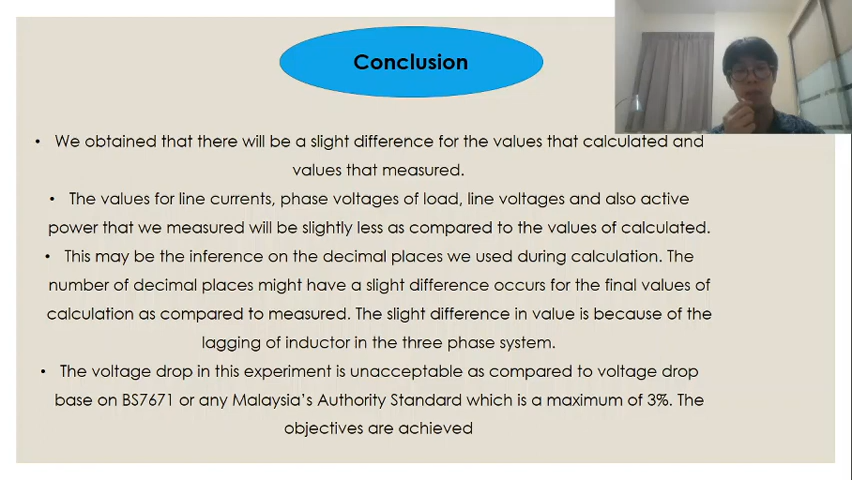 Conclusion
• We obtained that there will be a slight difference for the values that calculated and
values that measured.
• The values for line currents, phase voltages of load, line voltages and also active
power that we measured will be slightly less as compared to the values of calculated.
• This may be the inference on the decimal places we used during calculation. The
number of decimal places might have a slight difference occurs for the final values of
calculation as compared to measured. The slight difference in value is because of the
lagging of inductor in the three phase system.
• The voltage drop in this experiment is unacceptable as compared to voltage drop
base on BS7671 or any Malaysia's Authority Standard which is a maximum of 3%. The
objectives are achieved